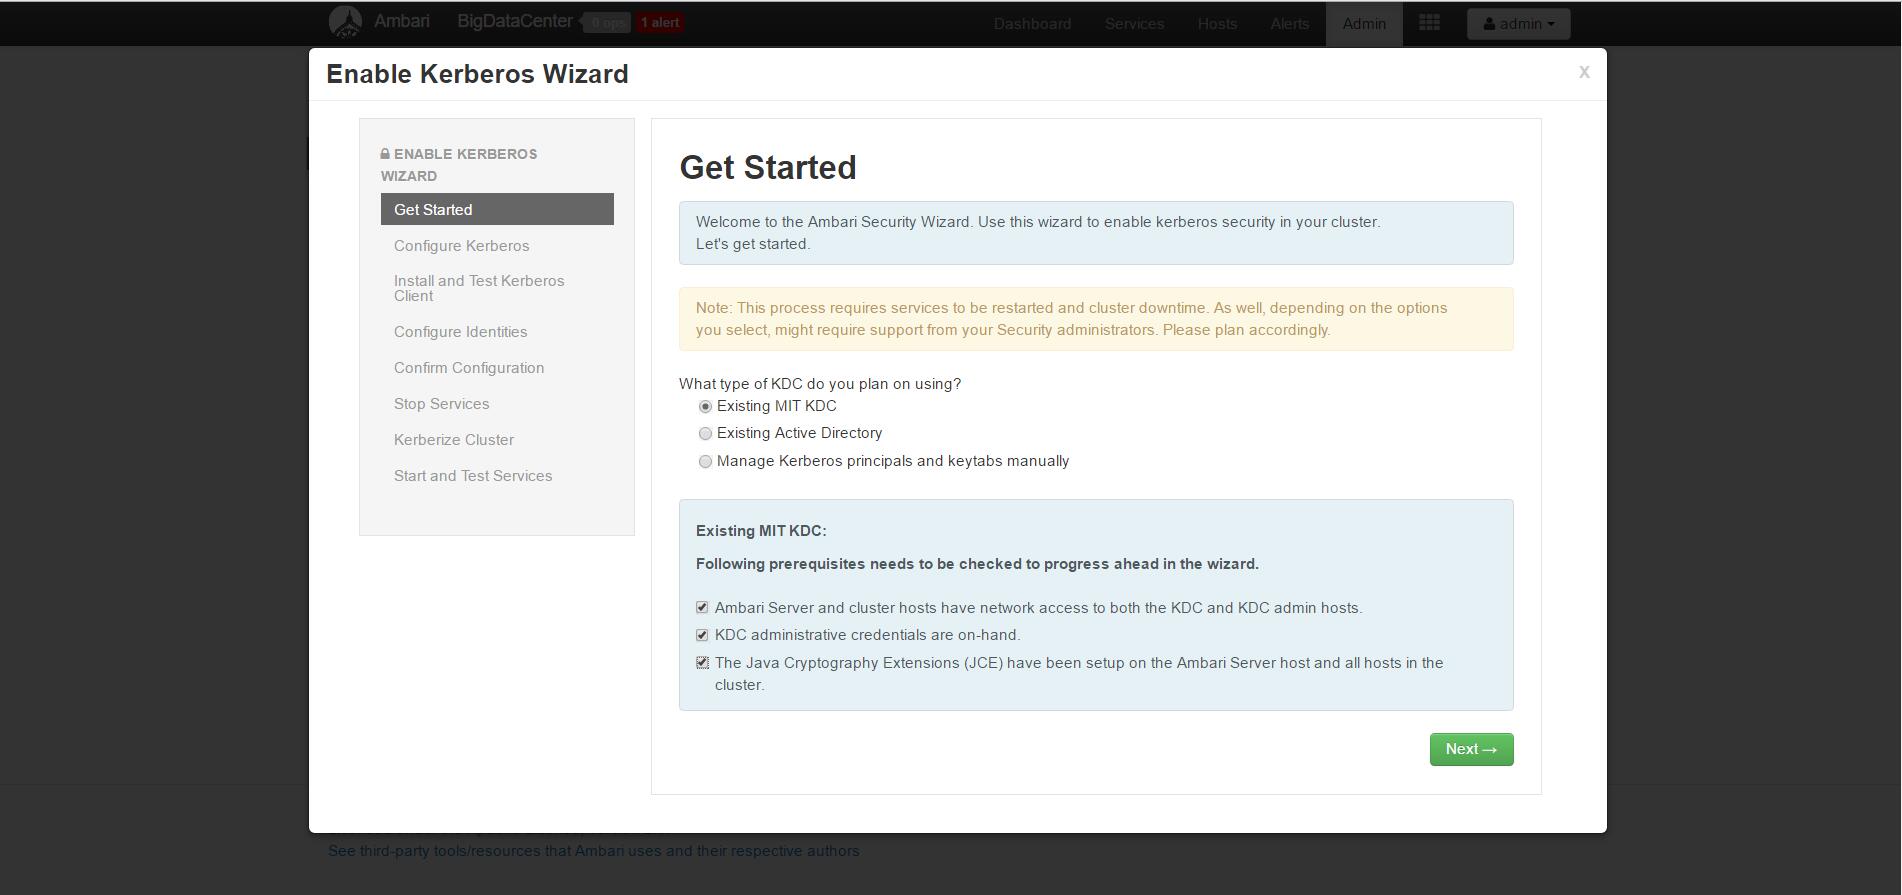 Ambari BigDataCenter 0 ops 1 alert Dashboard Services Hosts Alerts Admin admin
Enable Kerberos Wizard X
ENABLE KERBEROS
WIZARD
Get Started
Configure Kerberos
Install and Test Kerberos
Client
Configure Identities
Confirm Configuration
Stop Services
Kerberize Cluster
Start and Test Services
Get Started
Welcome to the Ambari Security Wizard. Use this wizard to enable kerberos security in your cluster.
Let's get started.
Note: This process requires services to be restarted and cluster downtime. As well, depending on the options
you select, might require support from your Security administrators. Please plan accordingly.
What type of KDC do you plan on using?
Existing MIT KDC
Existing Active Directory
Manage Kerberos principals and keytabs manually
Existing MIT KDC:
Following prerequisites needs to be checked to progress ahead in the wizard.
Ambari Server and cluster hosts have network access to both the KDC and KDC admin hosts.
KDC administrative credentials are on-hand.
The Java Cryptography Extensions (JCE) have been setup on the Ambari Server host and all hosts in the
cluster.
Next →
See third-party tools/resources that Ambari uses and their respective authors